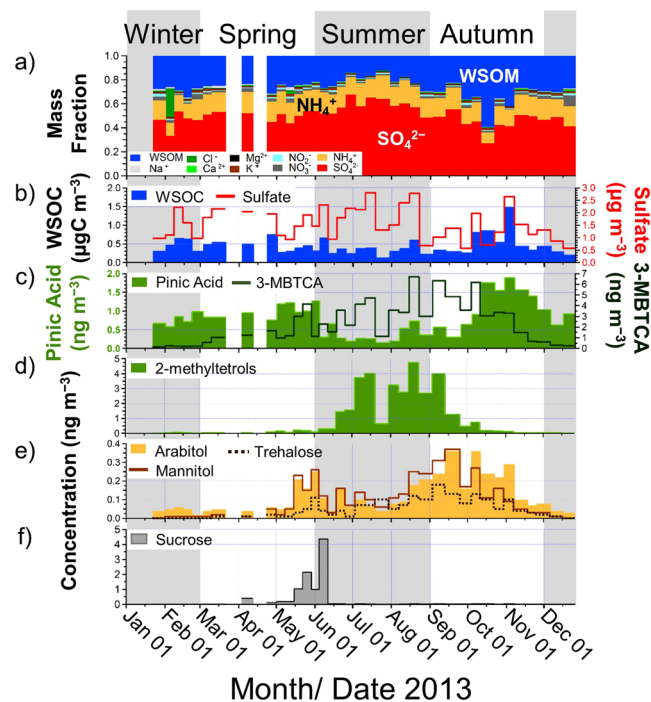 Winter Spring Summer Autumn
a)
Mass Fraction
1.0
0.8
0.6
0.4
0.2
0.0
WSOM
NH₄⁺
SO₄²⁻
WSOM Cl⁻ Mg²⁺ NO₂⁻ NH₄⁺
Na⁺ Ca²⁺ K⁺ NO₃⁻ SO₄²⁻
b)
WSOC (µgC m⁻³)
2.0
1.5
1.0
0.5
0.0
WSOC Sulfate
3.0
2.5
2.0
1.5
1.0
0.5
0.0
Sulfate (µg m⁻³)
c)
Pinic Acid (ng m⁻³)
2.0
1.5
1.0
0.5
0.0
Pinic Acid 3-MBTCA
7
6
5
4
3
2
1
0
3-MBTCA (ng m⁻³)
Concentration (ng m⁻³)
d)
5
4
3
2
1
0
2-methyltetrols
e)
0.4
0.3
0.2
0.1
0.0
Arabitol Trehalose
Mannitol
f)
5
4
3
2
1
0
Sucrose
Jan 01 Feb 01 Mar 01 Apr 01 May 01 Jun 01 Jul 01 Aug 01 Sep 01 Oct 01 Nov 01 Dec 01
Month/ Date 2013